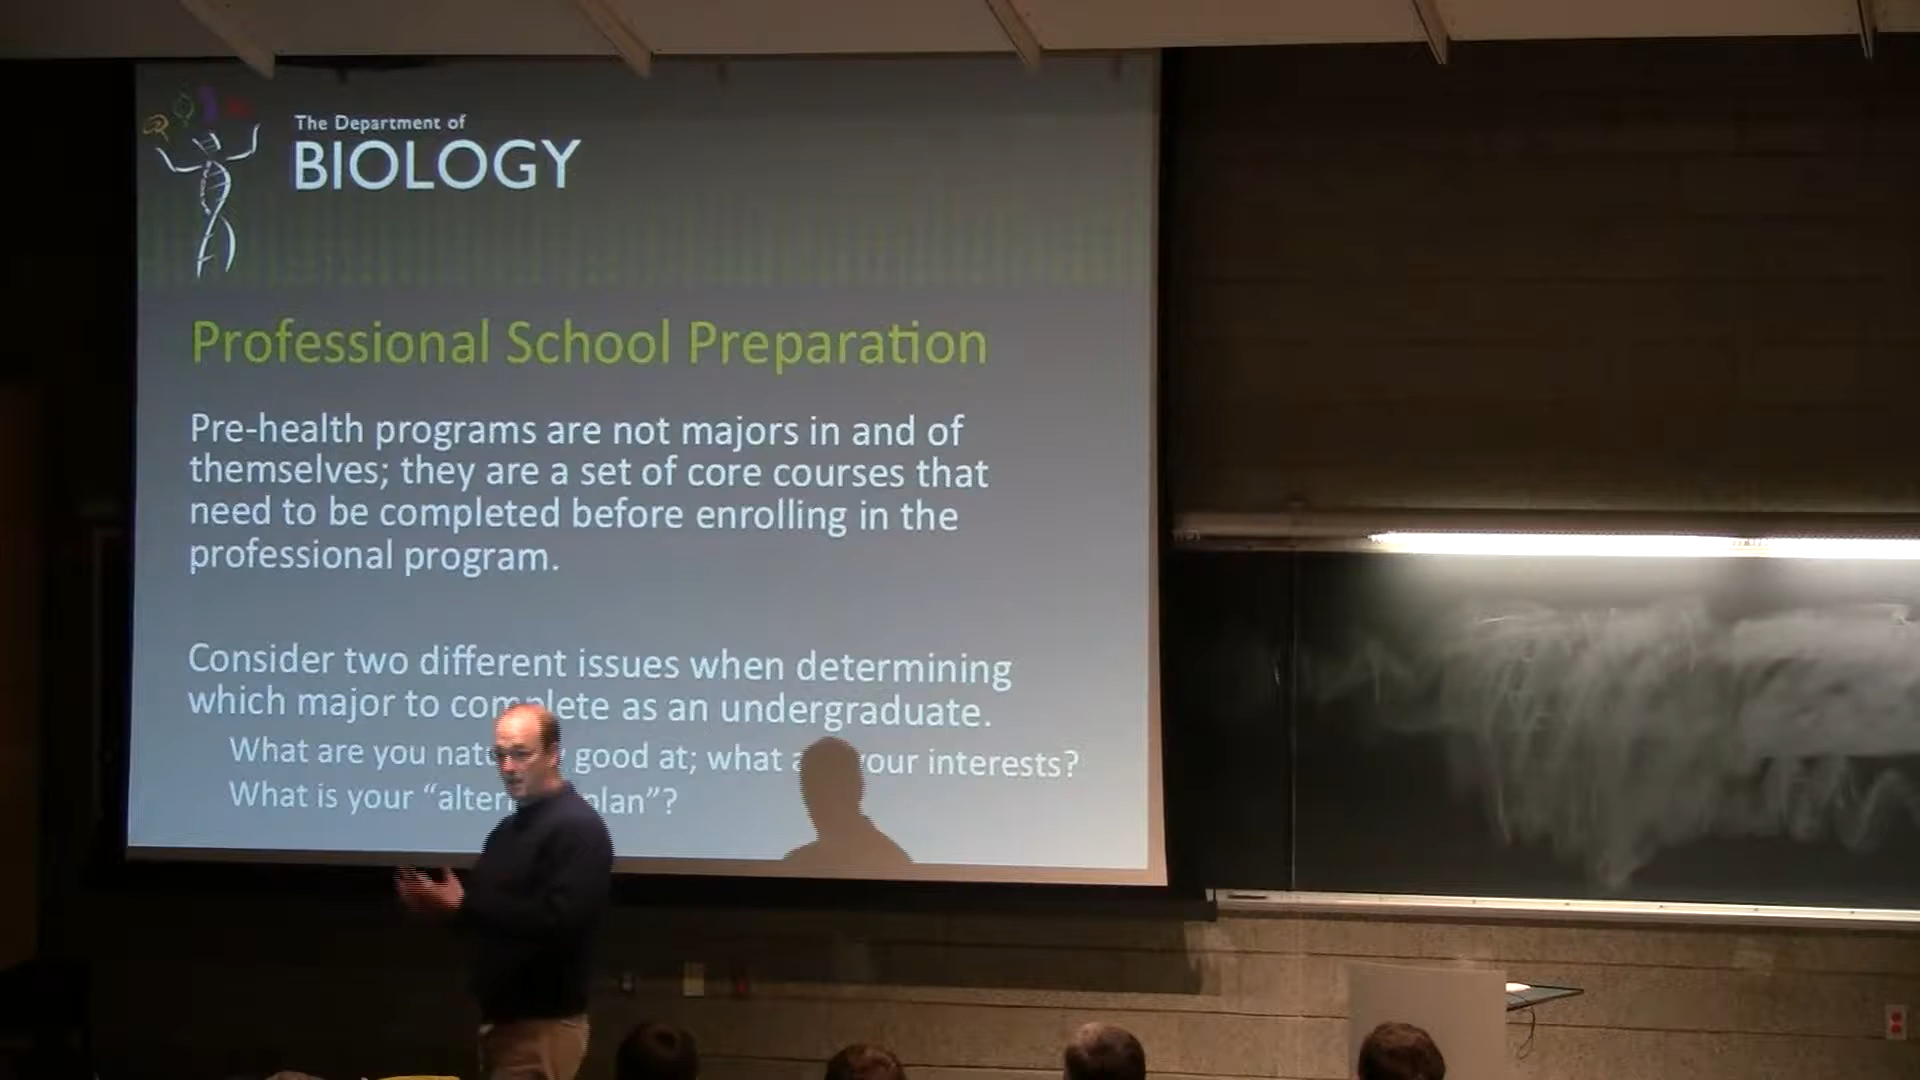 The Department of
BIOLOGY
Professional School Preparation
Pre-health programs are not majors in and of
themselves; they are a set of core courses that
need to be completed before enrolling in the
professional program.
Consider two different issues when determining
which major to complete as an undergraduate.
What are you good at; what your interests?
What is your plan"?